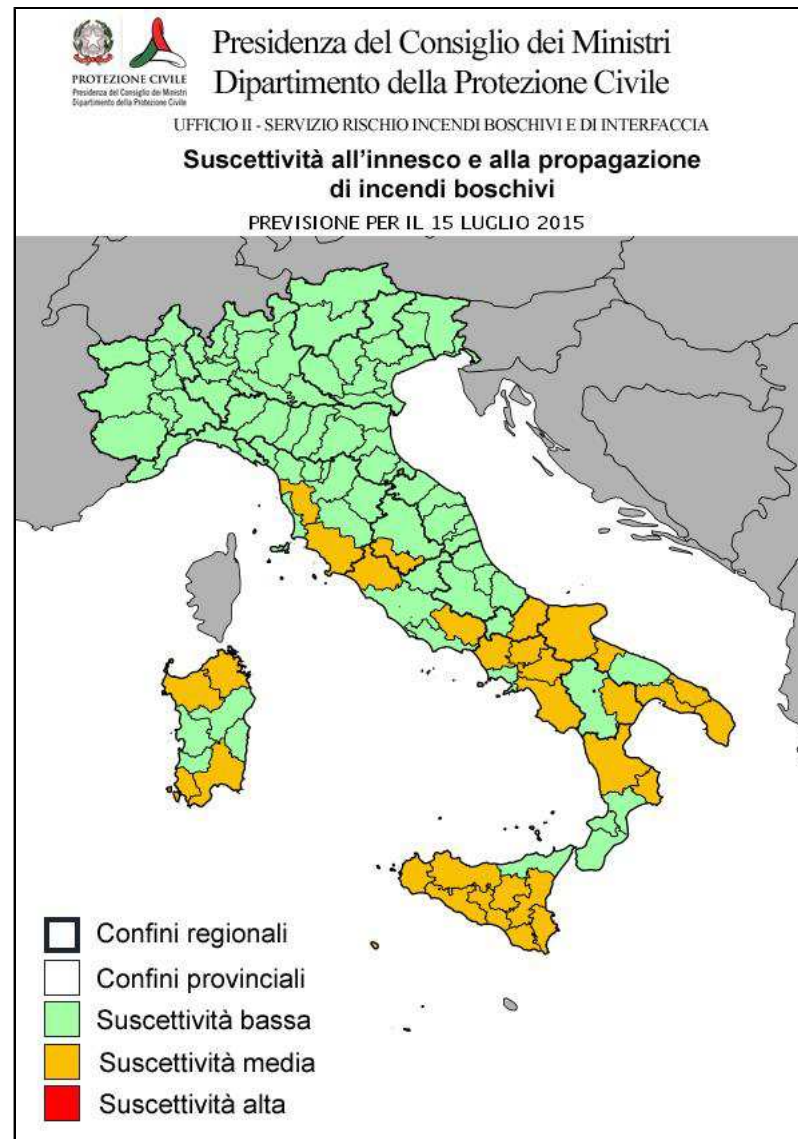 Presidenza del Consiglio dei Ministri
Dipartimento della Protezione Civile
PROTEZIONE CIVILE
Presidenza del Consiglio dei Ministri
Dipartimento della Protezione Civile
UFFICIO II - SERVIZIO RISCHIO INCENDI BOSCHIVI E DI INTERFACCIA
Suscettività all'innesco e alla propagazione
di incendi boschivi
PREVISIONE PER IL 15 LUGLIO 2015
Confini regionali
Confini provinciali
Suscettività bassa
Suscettività media
Suscettività alta